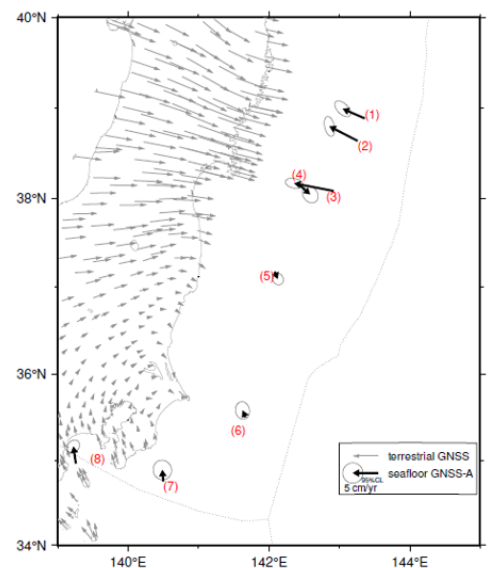 40°N
(1)
(2)
(4)
38°N
(3)
(5)
36°N
(6)
(8)
(7)
terrestrial GNSS
seafloor GNSS-A
95%CL
5 cm/yr
34°N
140°E
142°E
144°E